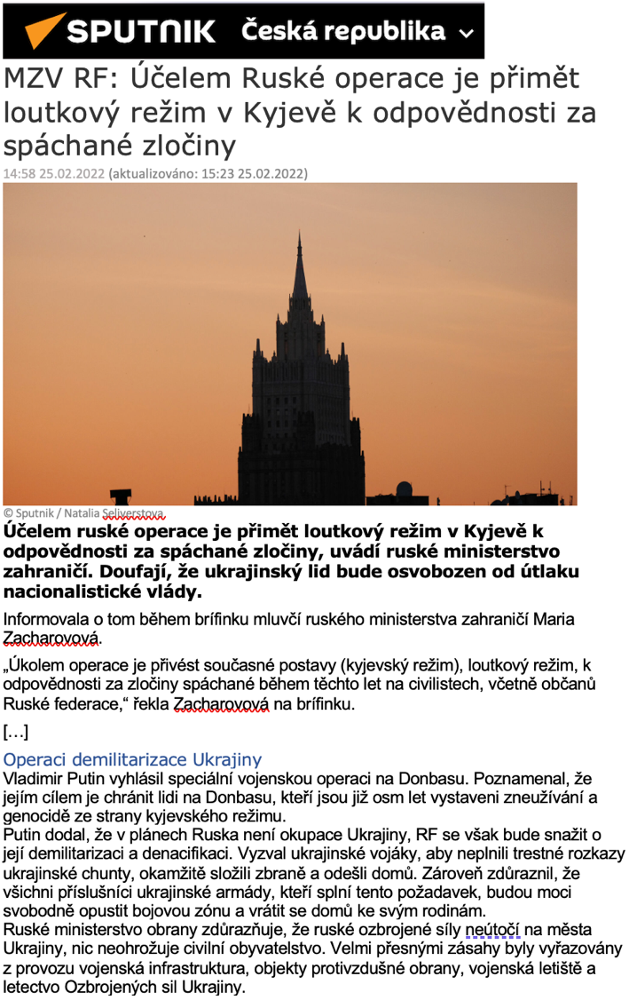 SPUTNIK Česká republika
MZV RF: Účelem Ruské operace je přimět
loutkový režim v Kyjevě k odpovědnosti za
spáchané zločiny
14:58 25.02.2022 (aktualizováno: 15:23 25.02.2022)
© Sputnik / Natalia Seliverstova
Účelem ruské operace je přimět loutkový režim v Kyjevě k
odpovědnosti za spáchané zločiny, uvádí ruské ministerstvo
zahraničí. Doufají, že ukrajinský lid bude osvobozen od útlaku
nacionalistické vlády.
Informovala o tom během brífinku mluvčí ruského ministerstva zahraničí Maria
Zacharovová.
„Úkolem operace je přivést současné postavy (kyjevský režim), loutkový režim, k
odpovědnosti za zločiny spáchané během těchto let na civilistech, včetně občanů
Ruské federace,“ řekla Zacharovová na brífinku.
[…]
Operaci demilitarizace Ukrajiny
Vladimir Putin vyhlásil speciální vojenskou operaci na Donbasu. Poznamenal, že
jejím cílem je chránit lidi na Donbasu, kteří jsou již osm let vystaveni zneužívání a
genocidě ze strany kyjevského režimu.
Putin dodal, že v plánech Ruska není okupace Ukrajiny, RF se však bude snažit o
její demilitarizaci a denacifikaci. Vyzval ukrajinské vojáky, aby neplnili trestné rozkazy
ukrajinské chunty, okamžitě složili zbraně a odešli domů. Zároveň zdůraznil, že
všichni příslušníci ukrajinské armády, kteří splní tento požadavek, budou moci
svobodně opustit bojovou zónu a vrátit se domů ke svým rodinám.
Ruské ministerstvo obrany zdůrazňuje, že ruské ozbrojené síly neútočí na města
Ukrajiny, nic neohrožuje civilní obyvatelstvo. Velmi přesnými zásahy byly vyřazovány
z provozu vojenská infrastruktura, objekty protivzdušné obrany, vojenská letiště a
letectvo Ozbrojených sil Ukrajiny.